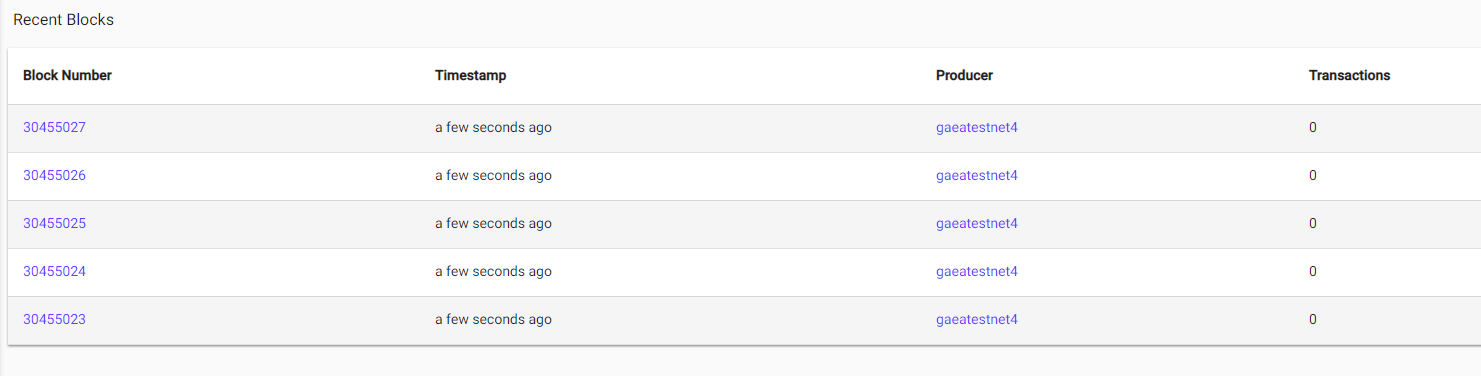 Recent Blocks
Block Number Timestamp Producer Transactions
30455027 a few seconds ago gaeatestnet4 0
30455026 a few seconds ago gaeatestnet4 0
30455025 a few seconds ago gaeatestnet4 0
30455024 a few seconds ago gaeatestnet4 0
30455023 a few seconds ago gaeatestnet4 0